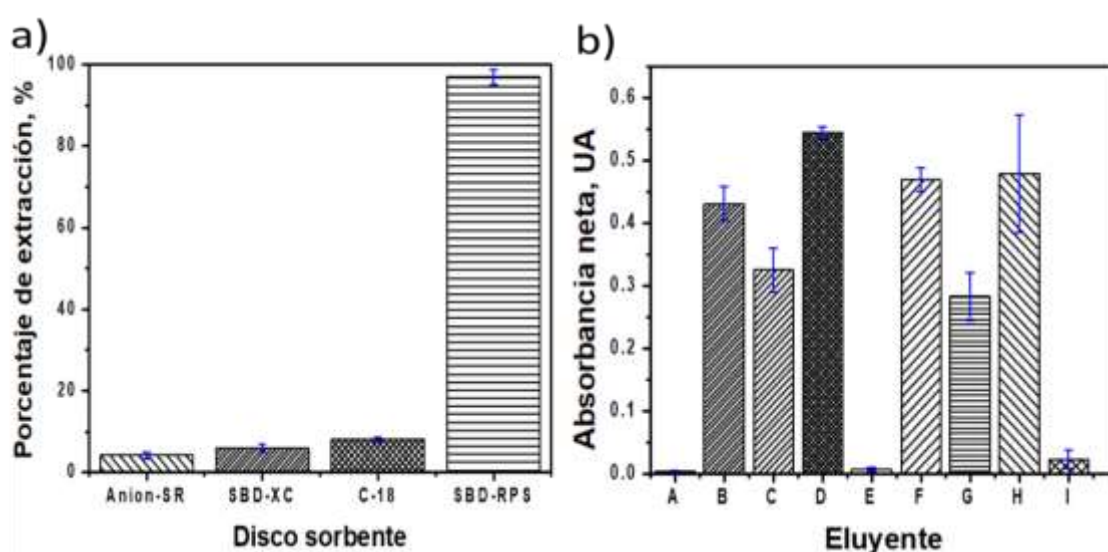 a)
Porcentaje de extracción, %
100
80
60
40
20
0
Anion-SR SBD-XC C-18 SBD-RPS
Disco sorbente
b)
Absorbancia neta, UA
0.6
0.5
0.4
0.3
0.2
0.1
0.0
A B C D E F G H I
Eluyente